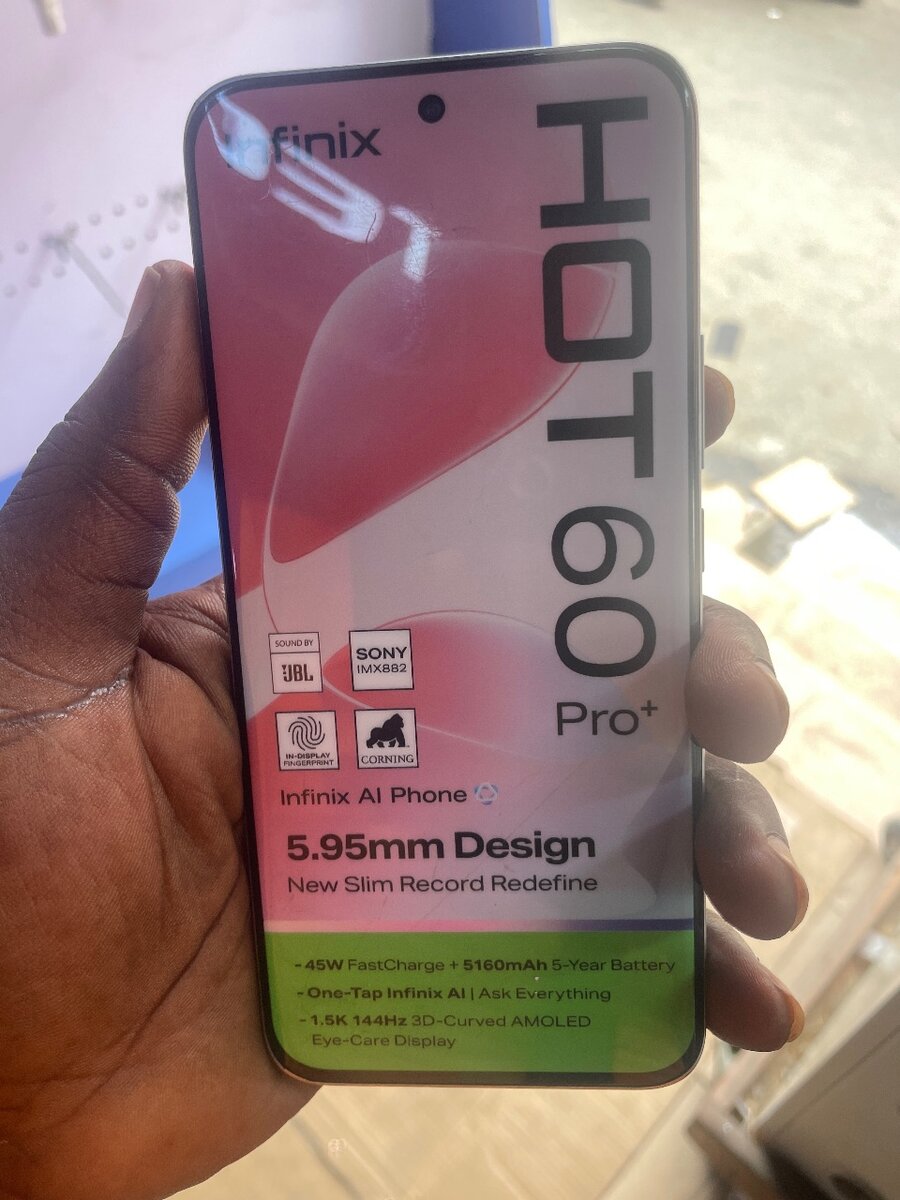 Infinix
HOT 60
Pro+
SOUND BY
JBL
SONY
IMX882
IN-DISPLAY
FINGERPRINT
CORNING
Infinix AI Phone
5.95mm Design
New Slim Record Redefine
- 45W FastCharge + 5160mAh 5-Year Battery
- One-Tap Infinix AI | Ask Everything
- 1.5K 144Hz 3D-Curved AMOLED
Eye-Care Display